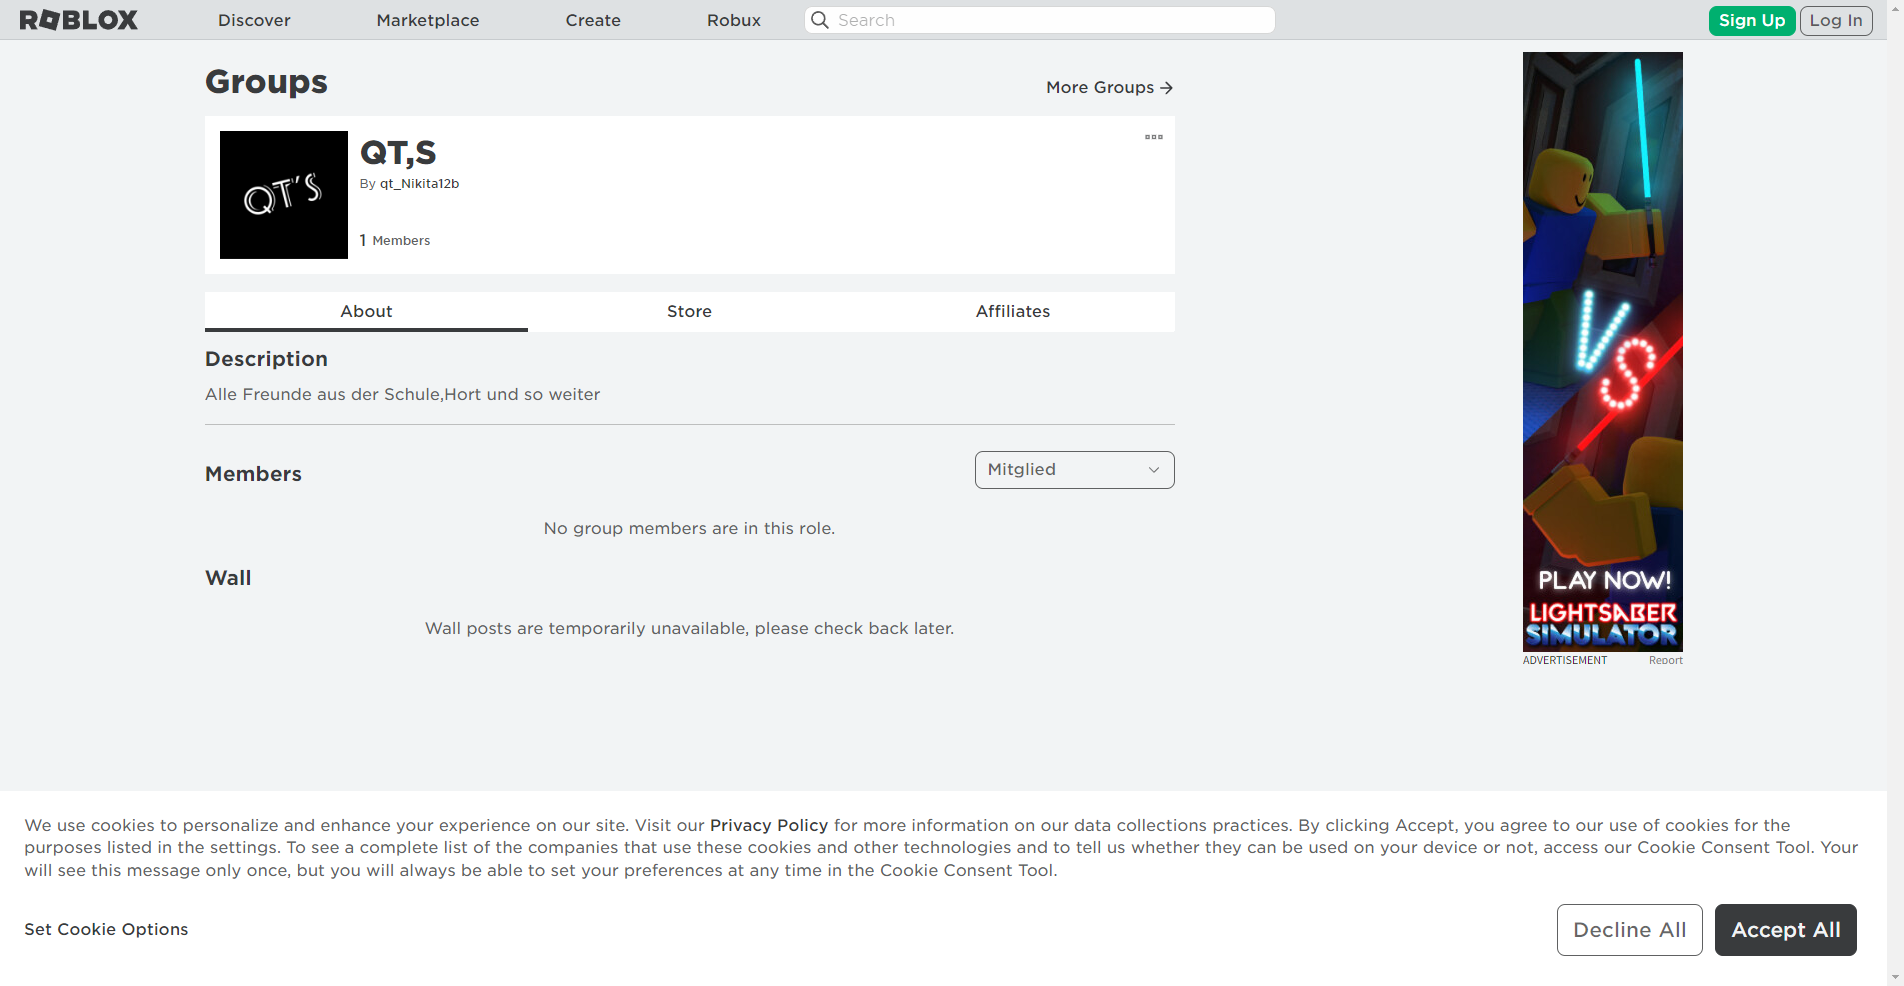 ROBLOX Discover Marketplace Create Robux Search Sign Up Log In
Groups
More Groups
QT'S
QT,S
By qt_Nikita12b
1 Members
About Store Affiliates
Description
Alle Freunde aus der Schule,Hort und so weiter
Members
Mitglied
No group members are in this role.
Wall
Wall posts are temporarily unavailable, please check back later.
VS
PLAY NOW!
LIGHTSABER
SIMULATOR
ADVERTISEMENT Report
We use cookies to personalize and enhance your experience on our site. Visit our Privacy Policy for more information on our data collections practices. By clicking Accept, you agree to our use of cookies for the
purposes listed in the settings. To see a complete list of the companies that use these cookies and other technologies and to tell us whether they can be used on your device or not, access our Cookie Consent Tool. Your
will see this message only once, but you will always be able to set your preferences at any time in the Cookie Consent Tool.
Set Cookie Options
Decline All Accept All